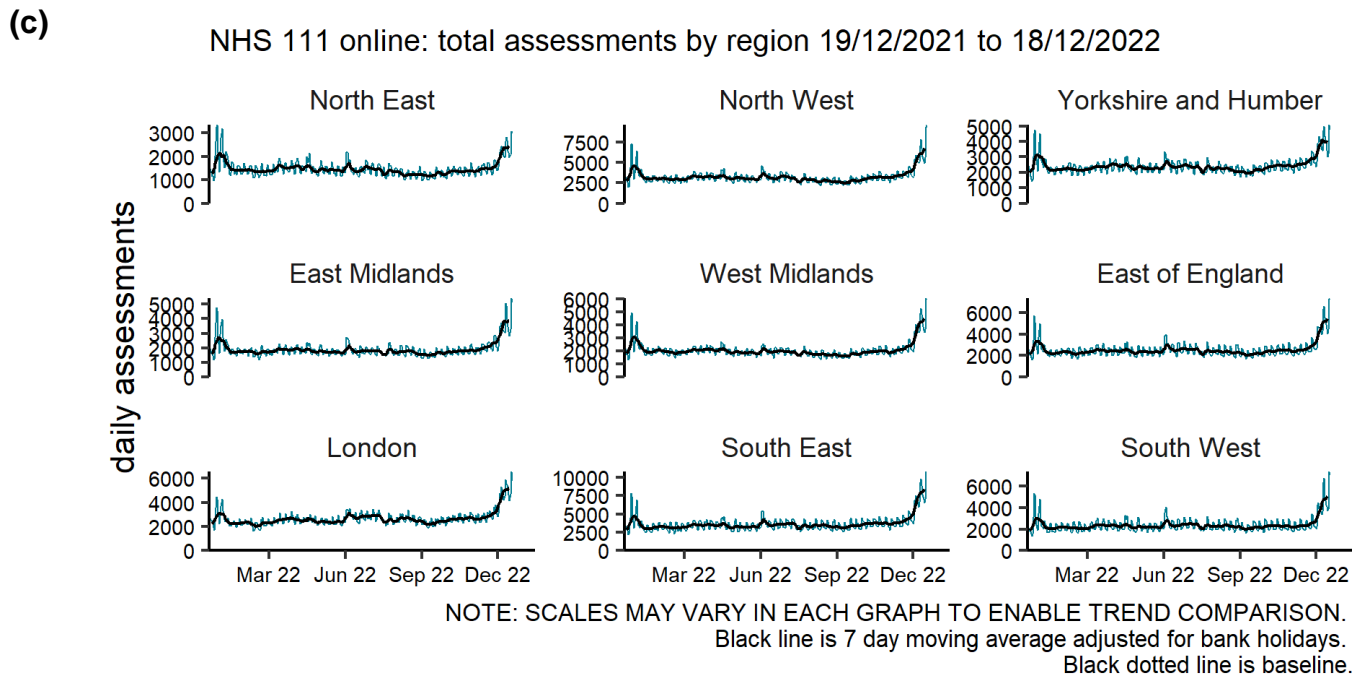 (c)
NHS 111 online: total assessments by region 19/12/2021 to 18/12/2022
daily assessments
North East
3000
2000
1000
0
North West
7500
5000
2500
0
Yorkshire and Humber
5000
4000
3000
2000
1000
0
East Midlands
5000
4000
3000
2000
1000
0
West Midlands
6000
5000
4000
3000
2000
1000
0
East of England
6000
4000
2000
0
London
6000
4000
2000
0
Mar 22 Jun 22 Sep 22 Dec 22
South East
10000
7500
5000
2500
0
Mar 22 Jun 22 Sep 22 Dec 22
South West
6000
4000
2000
0
Mar 22 Jun 22 Sep 22 Dec 22
NOTE: SCALES MAY VARY IN EACH GRAPH TO ENABLE TREND COMPARISON.
Black line is 7 day moving average adjusted for bank holidays.
Black dotted line is baseline.